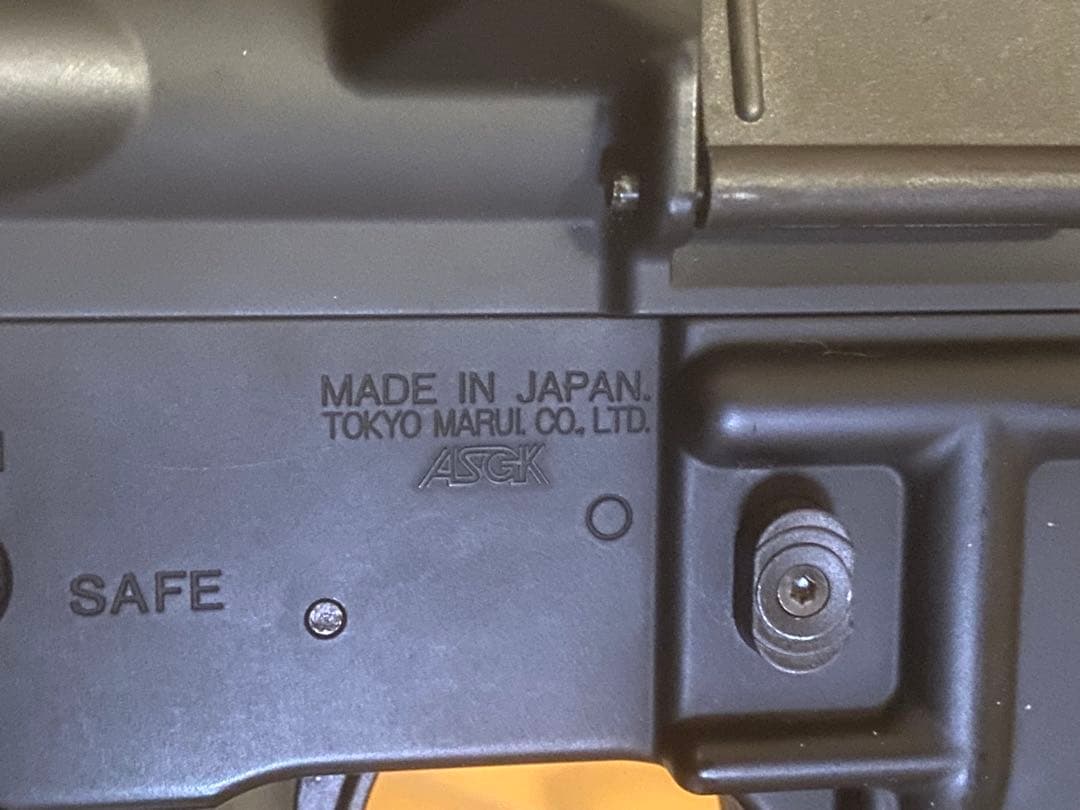 MADE IN JAPAN.
TOKYO MARUI. CO., LTD.
ASGK
SAFE